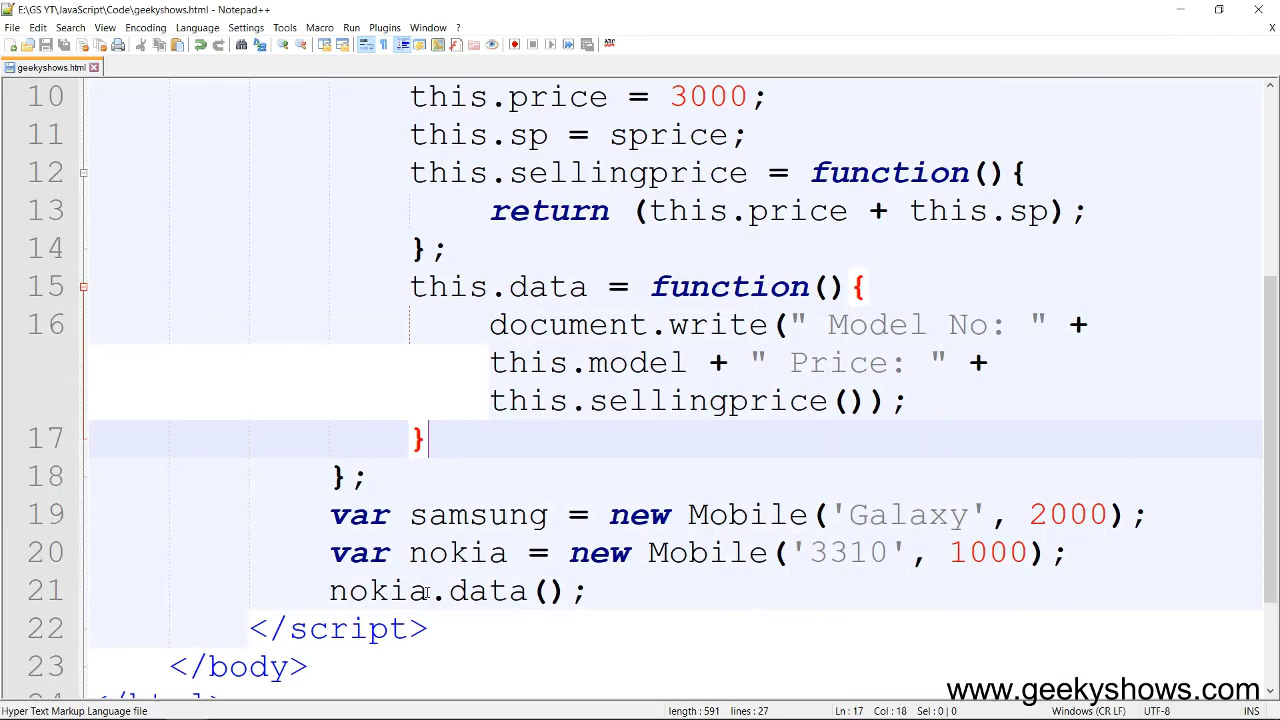 E:\GS YT\JavaScript\Code\geekyshows.html - Notepad++
File Edit Search View Encoding Language Settings Tools Macro Run Plugins Window ? X
geekyshows.html
10 this.price = 3000;
11 this.sp = sprice;
12 this.sellingprice = function(){
13 return (this.price + this.sp);
14 };
15 this.data = function(){
16 document.write(" Model No: " +
this.model + " Price: " +
this.sellingprice());
17 }
18 };
19 var samsung = new Mobile('Galaxy', 2000);
20 var nokia = new Mobile('3310', 1000);
21 nokia.data();
22 </script>
23 </body>
24 </html>
www.geekyshows.com
Hyper Text Markup Language file length : 591 lines : 27 Ln : 17 Col : 18 Sel : 0 | 0 Windows (CR LF) UTF-8 INS